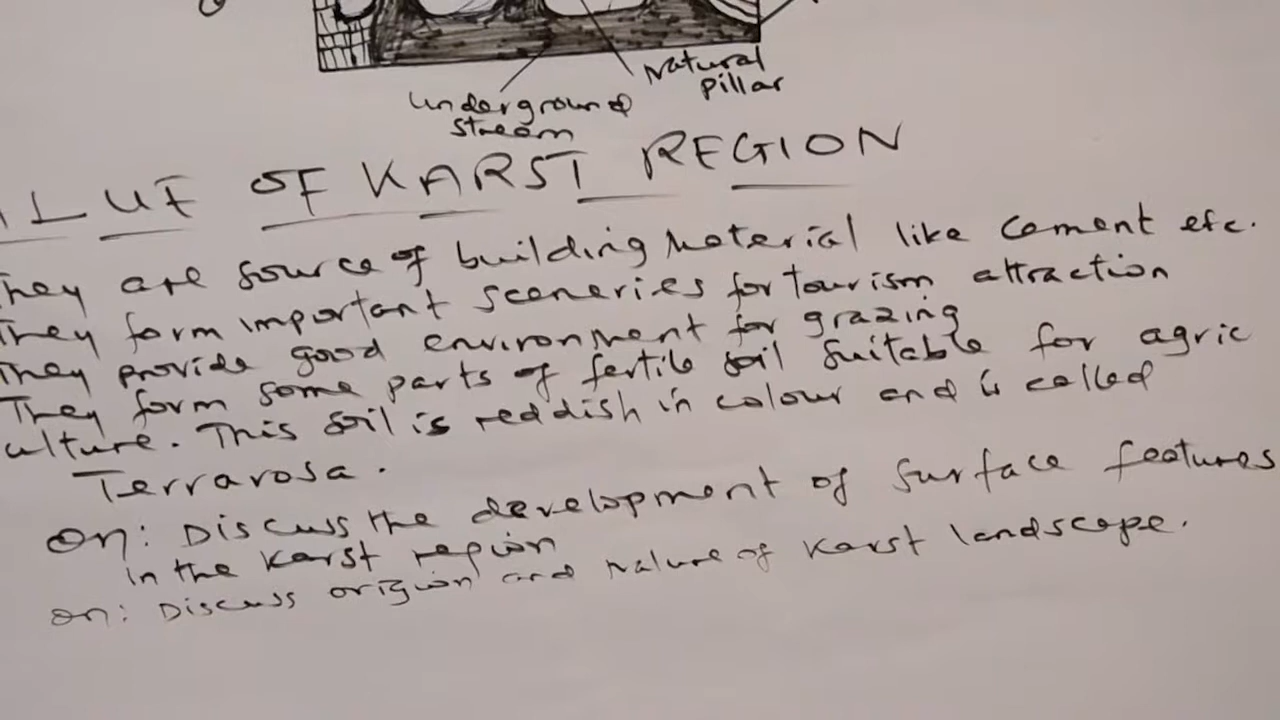 Natural
pillar
underground
stream
LUE OF KARST REGION
They are source of building material like cement etc.
They form important sceneries for tourism attraction
They provide good environment for grazing
They form some parts of fertile soil suitable for agric
ulture. This soil is reddish in colour and is called
Terrarosa.
Qn: Discuss the development of surface features
in the Karst region
Qn: Discuss origion and nature of Karst landscape.